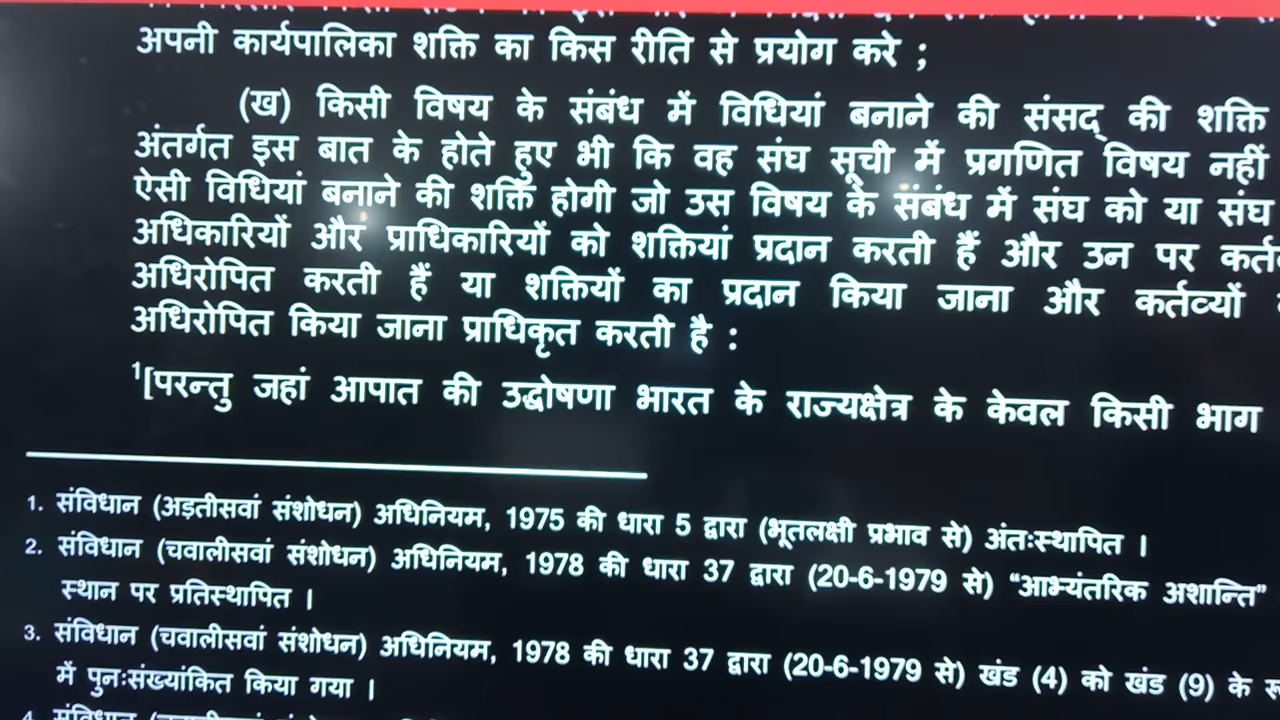 अपनी कार्यपालिका शक्ति का किस रीति से प्रयोग करे ;
(ख) किसी विषय के संबंध में विधियां बनाने की संसद् की शक्ति
अंतर्गत इस बात के होते हुए भी कि वह संघ सूची में प्रगणित विषय नहीं
ऐसी विधियां बनाने की शक्ति होगी जो उस विषय के संबंध में संघ को या संघ
अधिकारियों और प्राधिकारियों को शक्तियां प्रदान करती हैं और उन पर
अधिरोपित करती हैं या शक्तियों का प्रदान किया जाना और कर्तव्यों
अधिरोपित किया जाना प्राधिकृत करती है :
¹[परन्तु जहां आपात की उद्घोषणा भारत के राज्यक्षेत्र के केवल किसी भाग
1. संविधान (अड़तीसवां संशोधन) अधिनियम, 1975 की धारा 5 द्वारा (भूतलक्षी प्रभाव से) अंतःस्थापित ।
2. संविधान (चवालीसवां संशोधन) अधिनियम, 1978 की धारा 37 द्वारा (20-6-1979 से) “आभ्यंतरिक अशान्ति”
स्थान पर प्रतिस्थापित ।
3. संविधान (चवालीसवां संशोधन) अधिनियम, 1978 की धारा 37 द्वारा (20-6-1979 से) खंड (4) को खंड (9) के
में पुनःसंख्यांकित किया गया ।